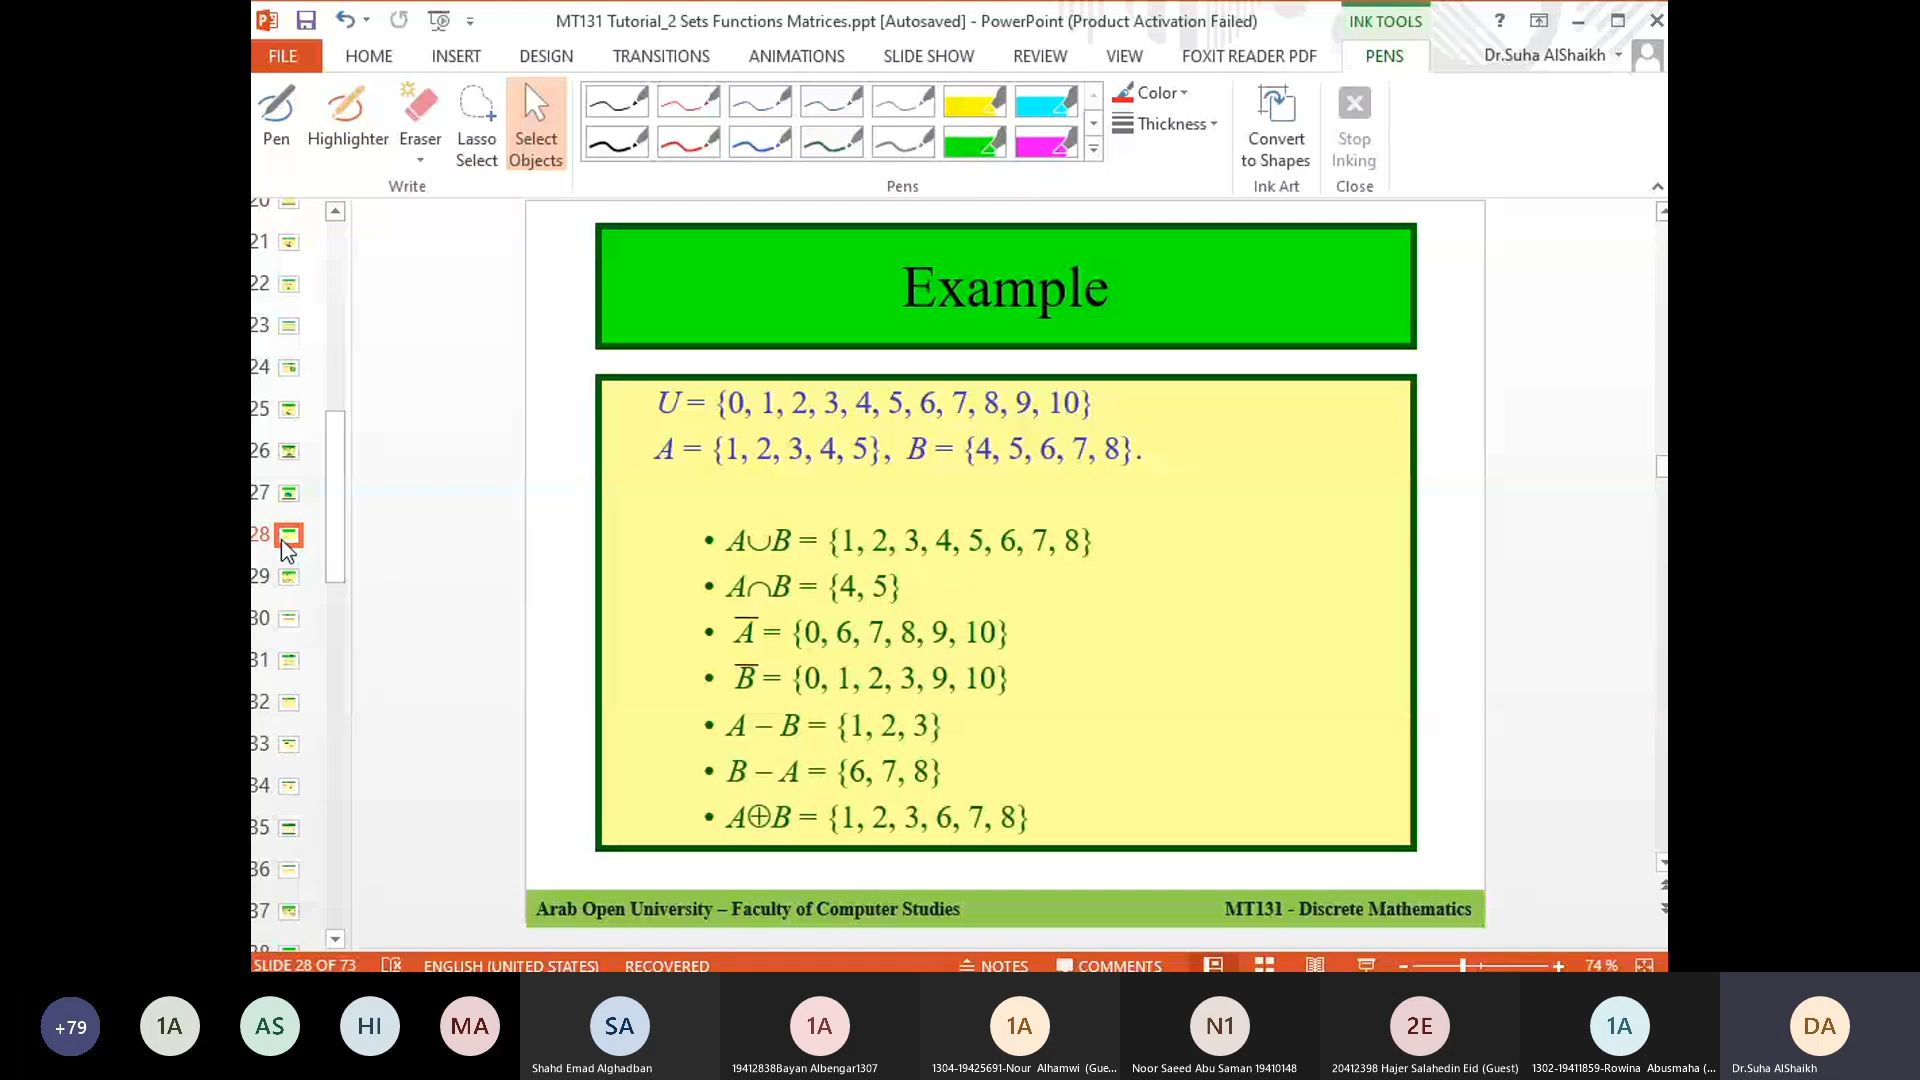 MT131 Tutorial_2 Sets Functions Matrices.ppt [Autosaved] - PowerPoint (Product Activation Failed)
INK TOOLS
FILE HOME INSERT DESIGN TRANSITIONS ANIMATIONS SLIDE SHOW REVIEW VIEW FOXIT READER PDF PENS Dr.Suha AlShaikh
Pen Highlighter Eraser Lasso Select Select Objects
Color
Thickness
Convert to Shapes
Stop Inking
Write Pens Ink Art Close
20
21
22
23
24
25
26
27
28
29
30
31
32
33
34
35
36
37
38
Example
U = {0, 1, 2, 3, 4, 5, 6, 7, 8, 9, 10}
A = {1, 2, 3, 4, 5}, B = {4, 5, 6, 7, 8}.
• A∪B = {1, 2, 3, 4, 5, 6, 7, 8}
• A∩B = {4, 5}
• A̅ = {0, 6, 7, 8, 9, 10}
• B̅ = {0, 1, 2, 3, 9, 10}
• A – B = {1, 2, 3}
• B – A = {6, 7, 8}
• A⊕B = {1, 2, 3, 6, 7, 8}
Arab Open University – Faculty of Computer Studies MT131 - Discrete Mathematics
SLIDE 28 OF 73 ENGLISH (UNITED STATES) RECOVERED NOTES COMMENTS 74 %
+79 1A AS HI MA SA 1A 1A N1 2E 1A DA
Shahd Emad Alghadban 19412838Bayan Albengar1307 1304-19425691-Nour Alhamwi (Gue... Noor Saeed Abu Saman 19410148 20412398 Hajer Salahedin Eid (Guest) 1302-19411859-Rowina Abusmaha (... Dr.Suha AlShaikh